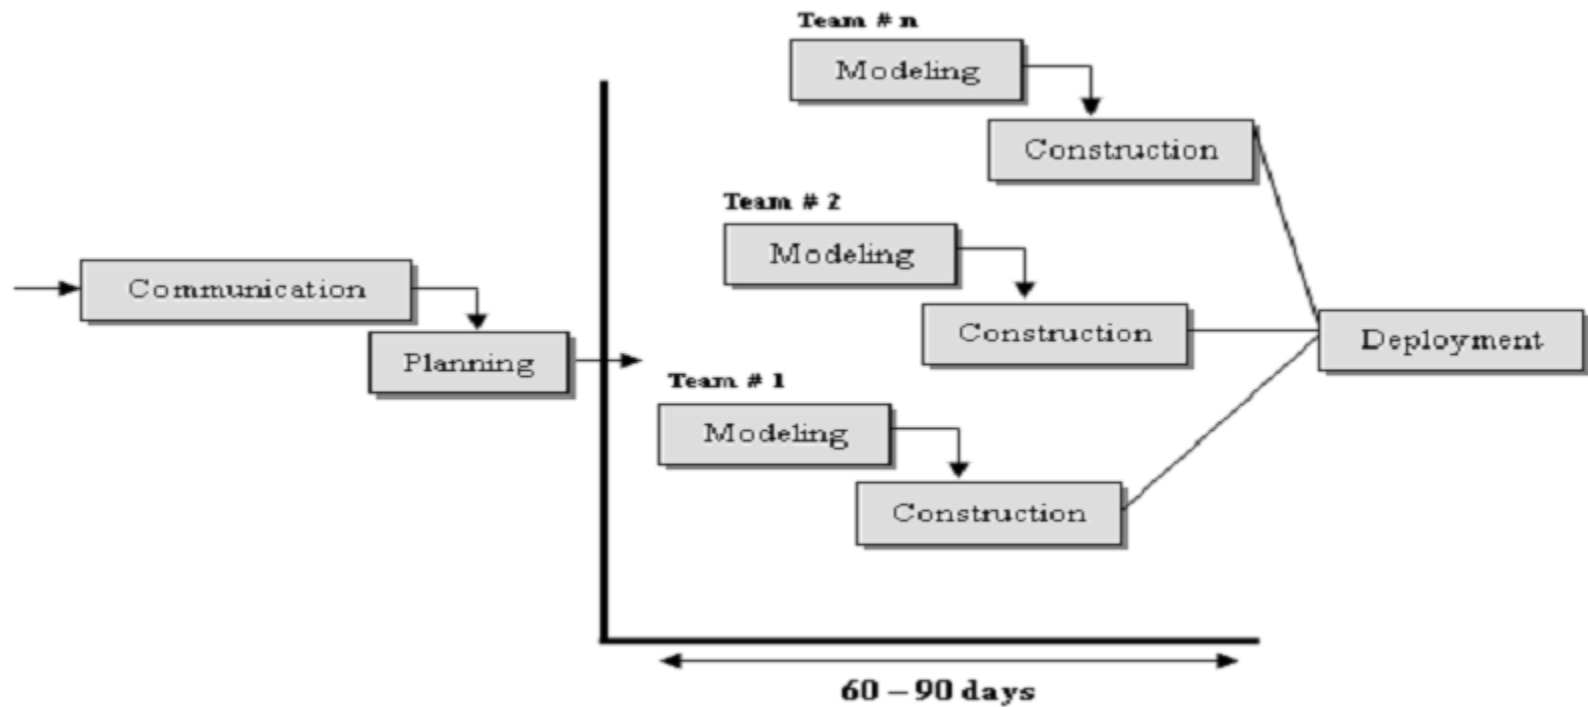 Team # n
Modeling
Construction
Team # 2
Modeling
Construction
Communication
Planning
Deployment
Team # 1
Modeling
Construction
60 – 90 days